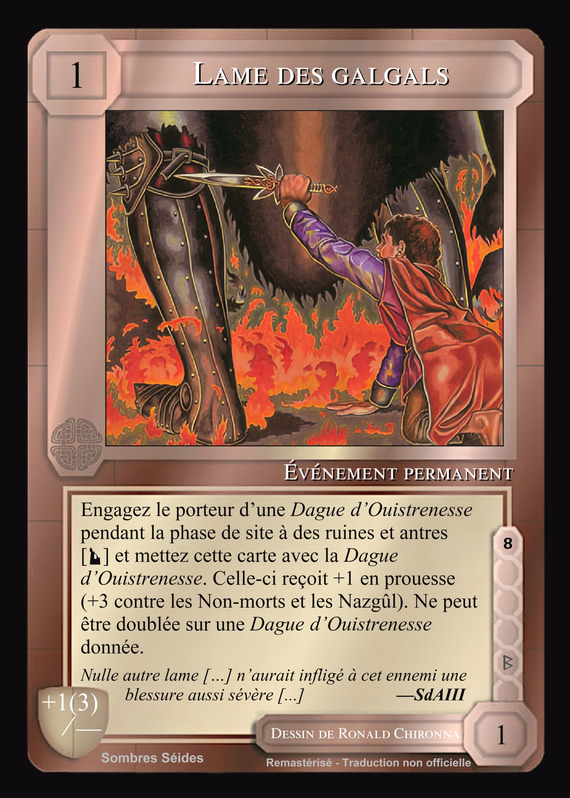 1
LAME DES GALGALS
ÉVÉNEMENT PERMANENT
Engagez le porteur d'une Dague d'Ouistrenesse
pendant la phase de site à des ruines et antres
[ ] et mettez cette carte avec la Dague
d'Ouistrenesse. Celle-ci reçoit +1 en prouesse
(+3 contre les Non-morts et les Nazgûl). Ne peut
être doublée sur une Dague d'Ouistrenesse
donnée.
Nulle autre lame [...] n'aurait infligé à cet ennemi une
blessure aussi sévère [...] —SdAIII
8
+1(3)
/—
DESSIN DE RONALD CHIRONNA
1
Sombres Séides
Remastérisé - Traduction non officielle